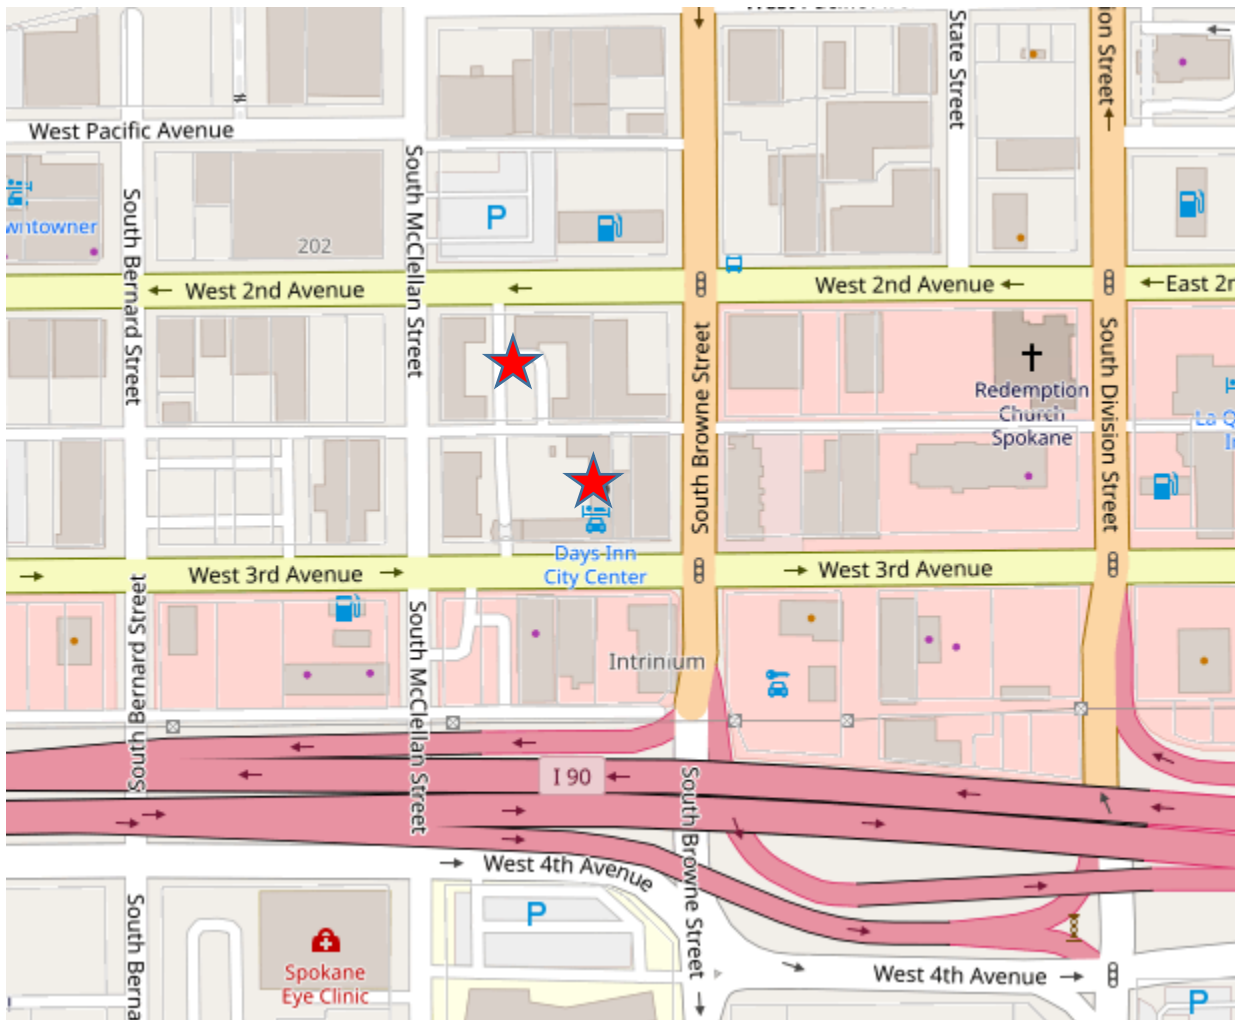 State Street
ion Street
West Pacific Avenue
South Bernard Street
South McClellan Street
P
wntowner
202
West 2nd Avenue
West 2nd Avenue
East 2n
South Browne Street
South Division Street
Redemption
Church
Spokane
La Q
In
Days Inn
City Center
West 3rd Avenue
West 3rd Avenue
South Bernard Street
South McClellan Street
Intrinium
I 90
South Browne Street
West 4th Avenue
P
South Berna
Spokane
Eye Clinic
West 4th Avenue
P